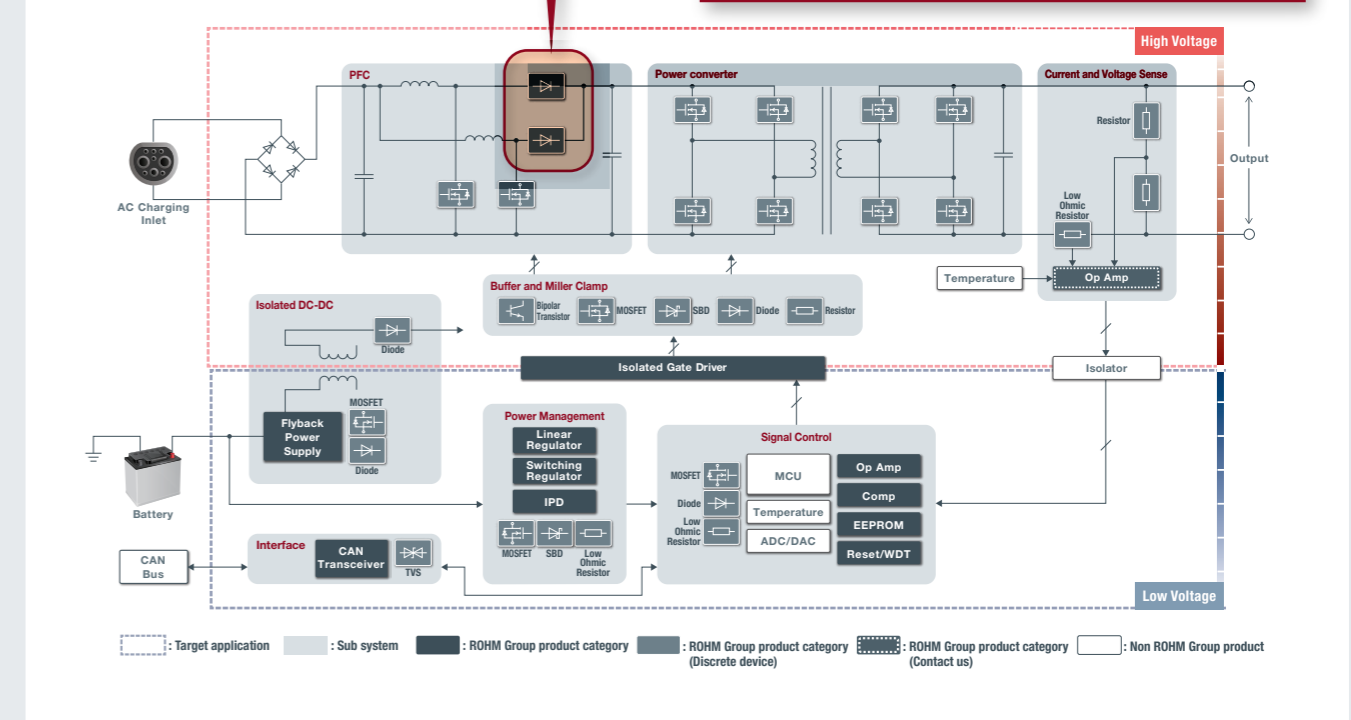 High Voltage
PFC
Power converter
Current and Voltage Sense
Resistor
Output
AC Charging
Inlet
Low
Ohmic
Resistor
Temperature
Op Amp
Buffer and Miller Clamp
Bipolar
Transistor
MOSFET
SBD
Diode
Resistor
Isolated DC-DC
Diode
Isolated Gate Driver
Isolator
MOSFET
Flyback
Power
Supply
Diode
Battery
Power Management
Linear
Regulator
Switching
Regulator
IPD
MOSFET
SBD
Low
Ohmic
Resistor
Signal Control
MOSFET
Diode
Low
Ohmic
Resistor
MCU
Temperature
ADC/DAC
Op Amp
Comp
EEPROM
Reset/WDT
CAN
Bus
Interface
CAN
Transceiver
TVS
Low Voltage
: Target application
: Sub system
: ROHM Group product category
: ROHM Group product category
(Discrete device)
: ROHM Group product category
(Contact us)
: Non ROHM Group product